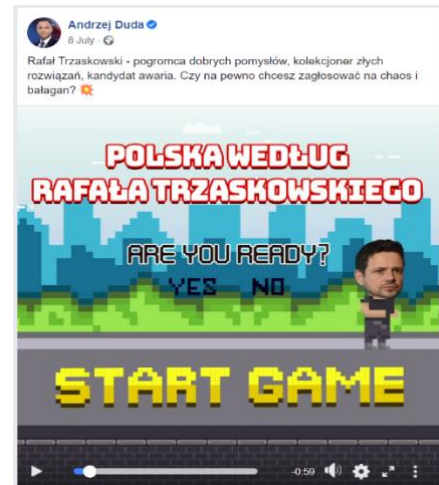 Andrzej Duda
8 July ·
Rafał Trzaskowski - pogromca dobrych pomysłów, kolekcjoner złych
rozwiązań, kandydat awaria. Czy na pewno chcesz zagłosować na chaos i
bałagan? 💥
POLSKA WEDŁUG
RAFAŁA TRZASKOWSKIEGO
ARE YOU READY?
YES NO
START GAME
-0:59